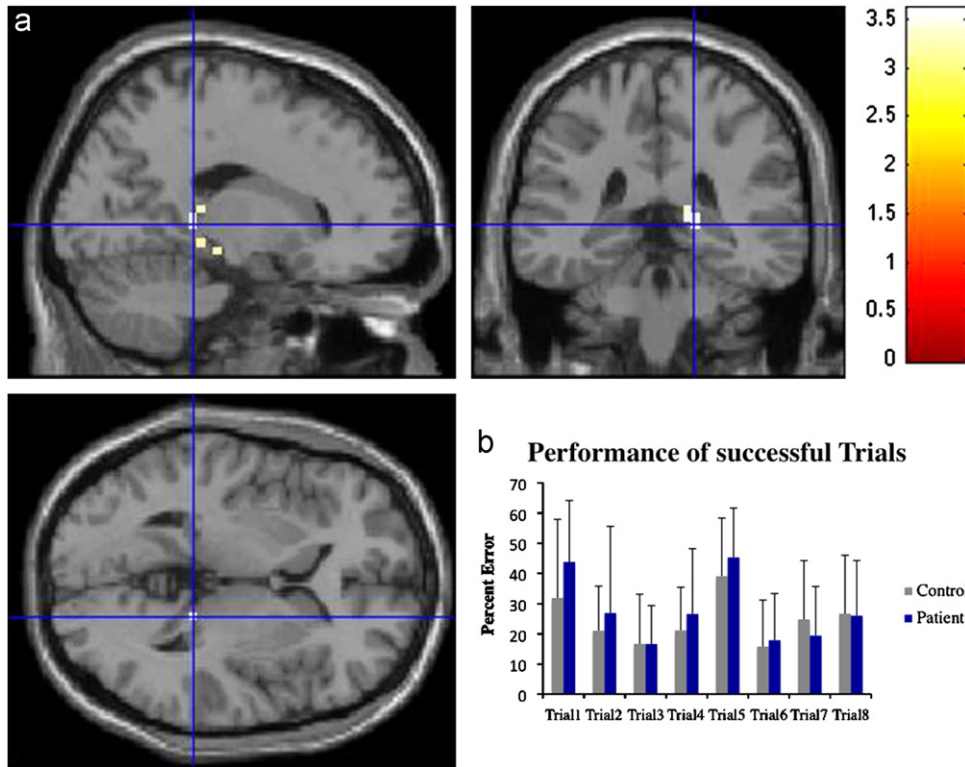 a
3.5
3
2.5
2
1.5
1
0.5
0
b
Performance of successful Trials
Percent Error
70
60
50
40
30
20
10
0
Trial1 Trial2 Trial3 Trial4 Trial5 Trial6 Trial7 Trial8
Control
Patient